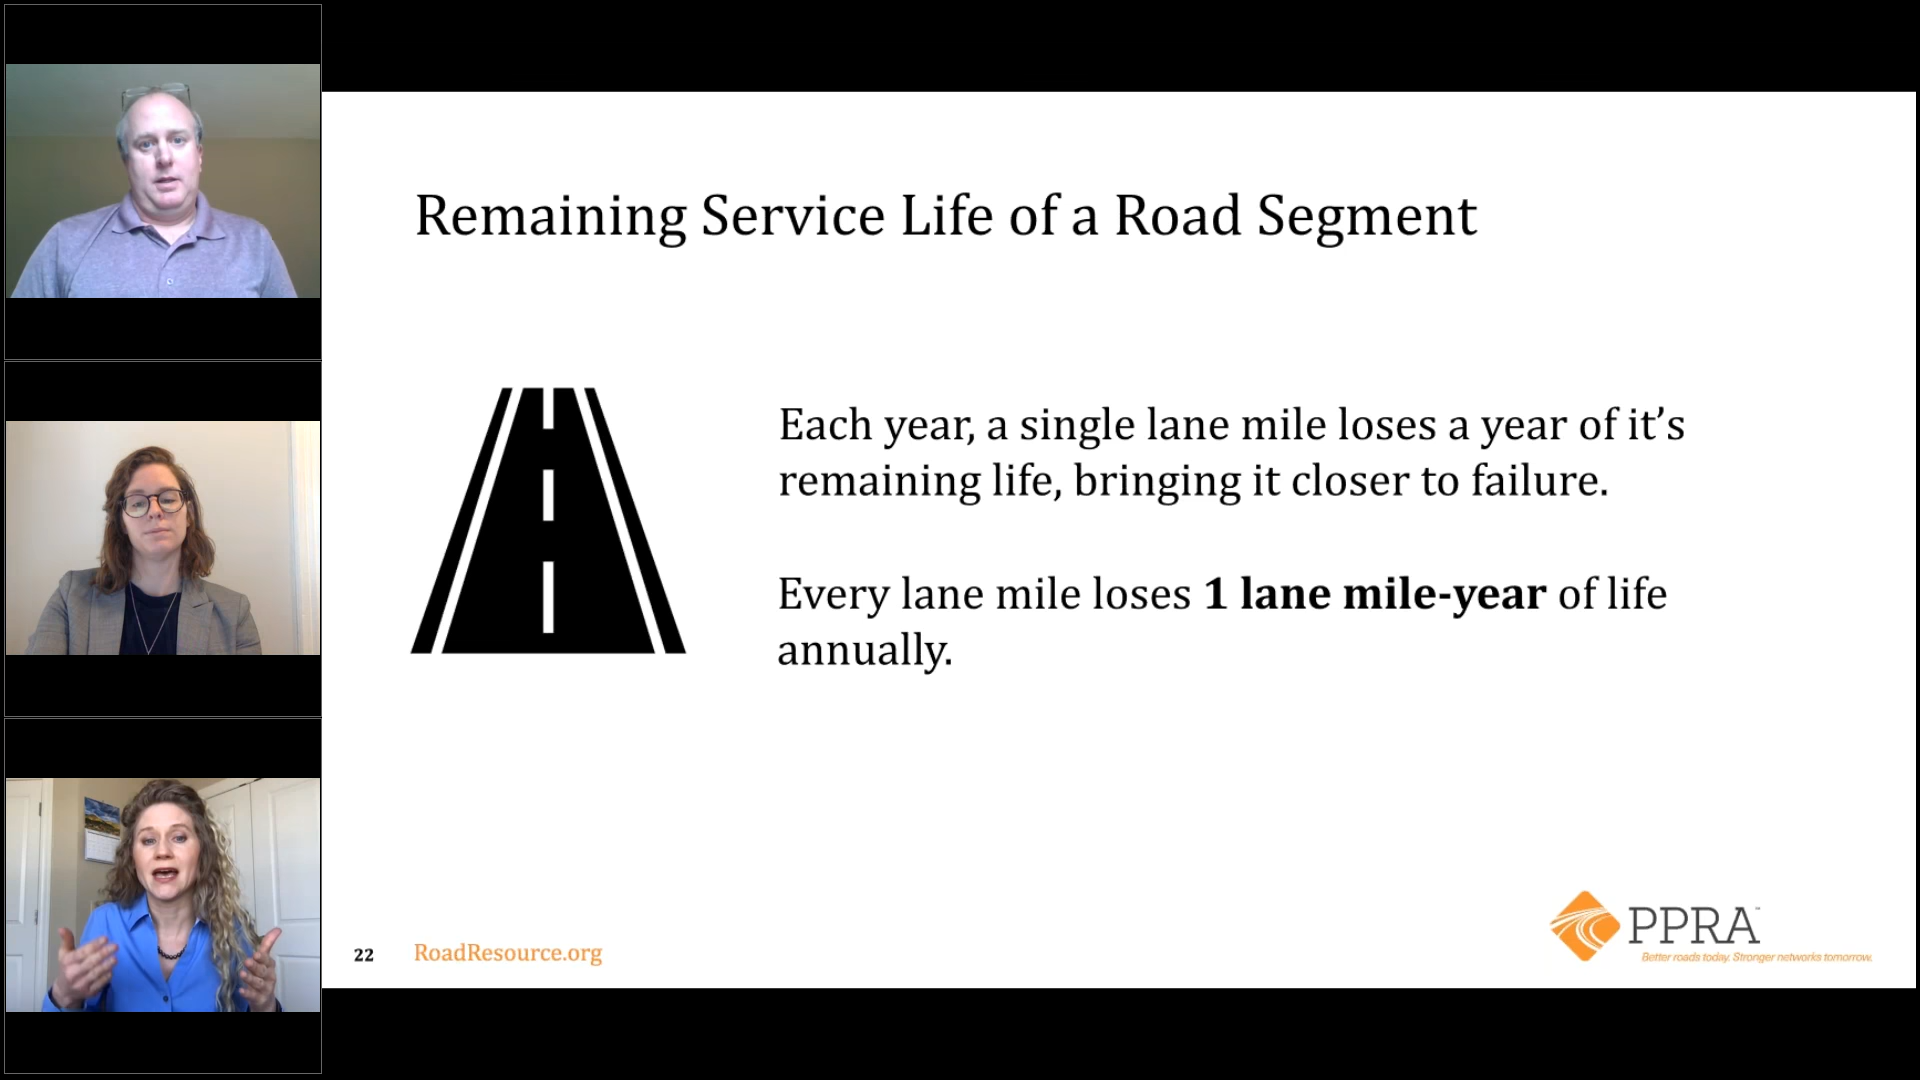 Remaining Service Life of a Road Segment
Each year, a single lane mile loses a year of it’s
remaining life, bringing it closer to failure.
Every lane mile loses 1 lane mile-year of life
annually.
22
RoadResource.org
PPRA™
Better roads today. Stronger networks tomorrow.